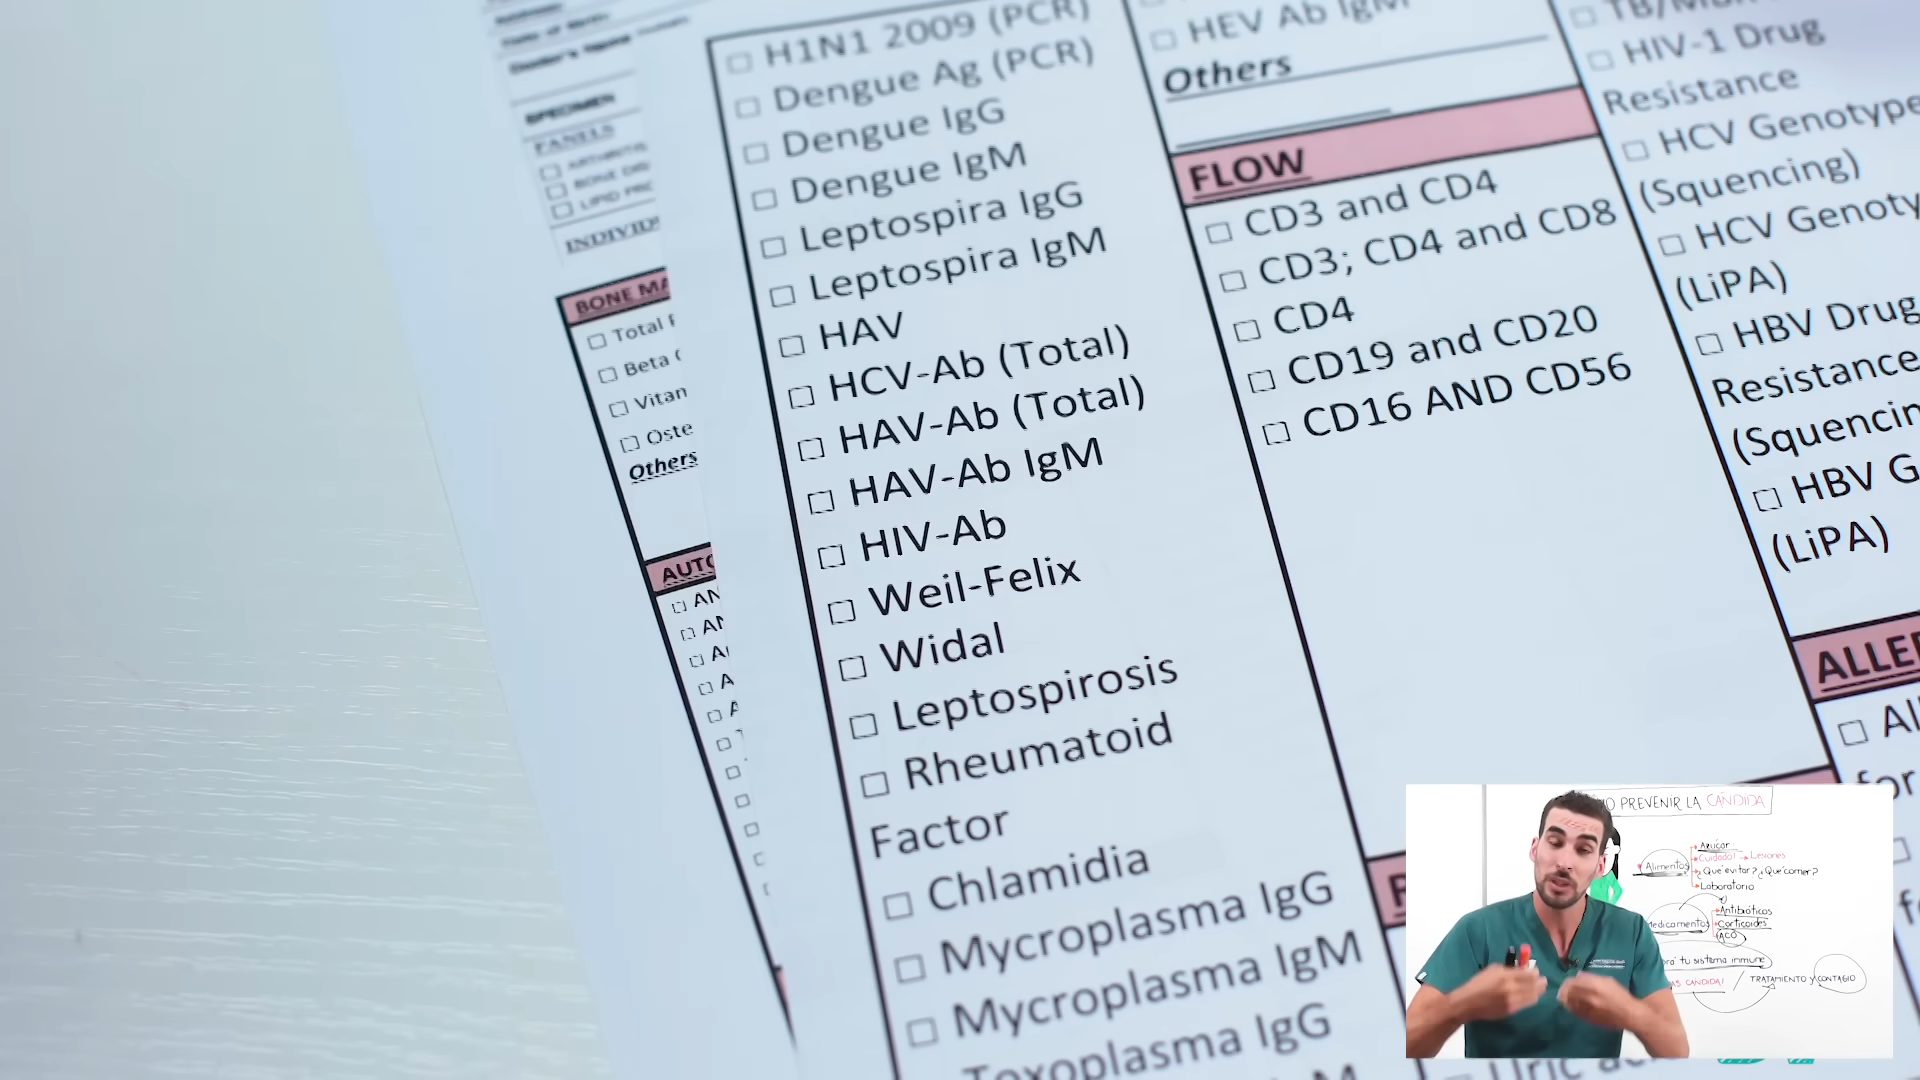 SPECIMEN
PANELS
INDIVID
BONE MA
Total
Beta
Vitan
Oste
Others
AUTO
H1N1 2009 (PCR)
Dengue Ag (PCR)
Dengue IgG
Dengue IgM
Leptospira IgG
Leptospira IgM
HAV
HCV-Ab (Total)
HAV-Ab (Total)
HAV-Ab IgM
HIV-Ab
Weil-Felix
Widal
Leptospirosis
Rheumatoid
Factor
Chlamidia
Mycroplasma IgG
Mycroplasma IgM
Toxoplasma IgG
HEV Ab IgM
Others
FLOW
CD3 and CD4
CD3; CD4 and CD8
CD4
CD19 and CD20
CD16 AND CD56
HIV-1 Drug
Resistance
HCV Genotype
(Squencing)
HCV Genoty
(LiPA)
HBV Drug
Resistance
(Squencin
HBV G
(LiPA)
ALLE
All
for
PREVENIR LA CÁNDIDA
Alimentos
Azúcar
Cuidado! → Lesiones
¿Qué evitar? ¿Qué comer?
Laboratorio
Medicamentos
Antibióticos
Corticoides
ACO
tu sistema inmune
CANDIDA! / TRATAMIENTO y CONTAGIO